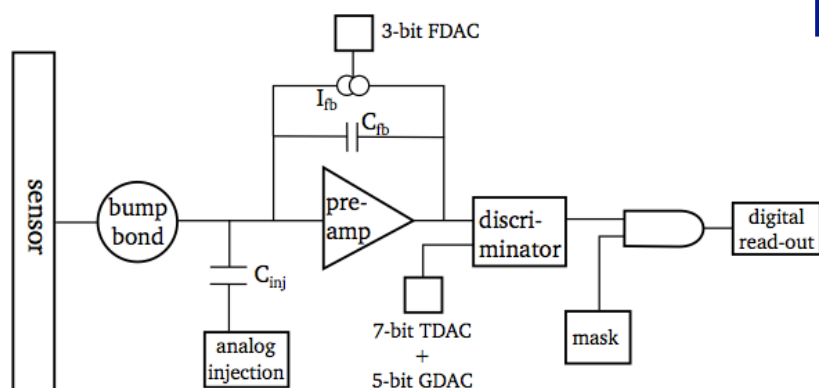 3-bit FDAC
I_fb
C_fb
sensor
bump
bond
pre-
amp
discri-
minator
digital
read-out
C_inj
analog
injection
7-bit TDAC
+
5-bit GDAC
mask